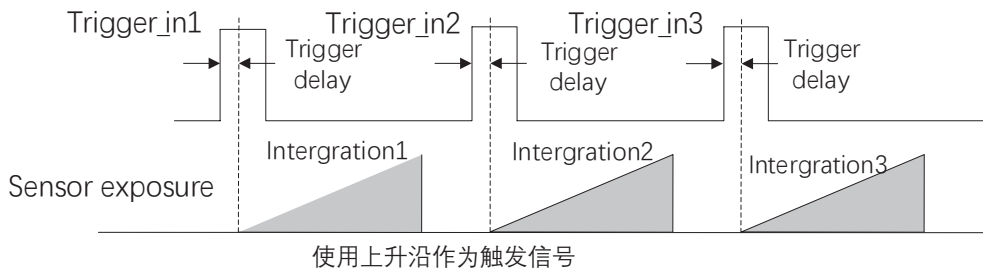 Trigger_in1
Trigger_in2
Trigger_in3
Trigger
delay
Trigger
delay
Trigger
delay
Intergration1
Intergration2
Intergration3
Sensor exposure
使用上升沿作为触发信号